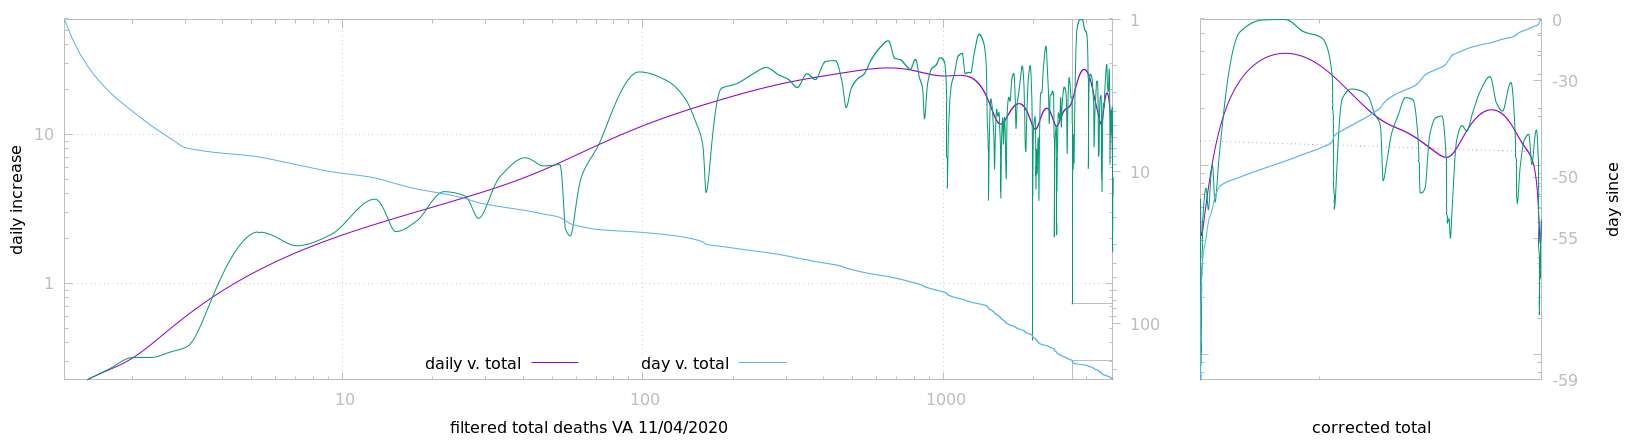 daily increase
10
1
10
100
1000
1
10
100
daily v. total
day v. total
filtered total deaths VA 11/04/2020
0
-30
-50
-55
-59
day since
corrected total